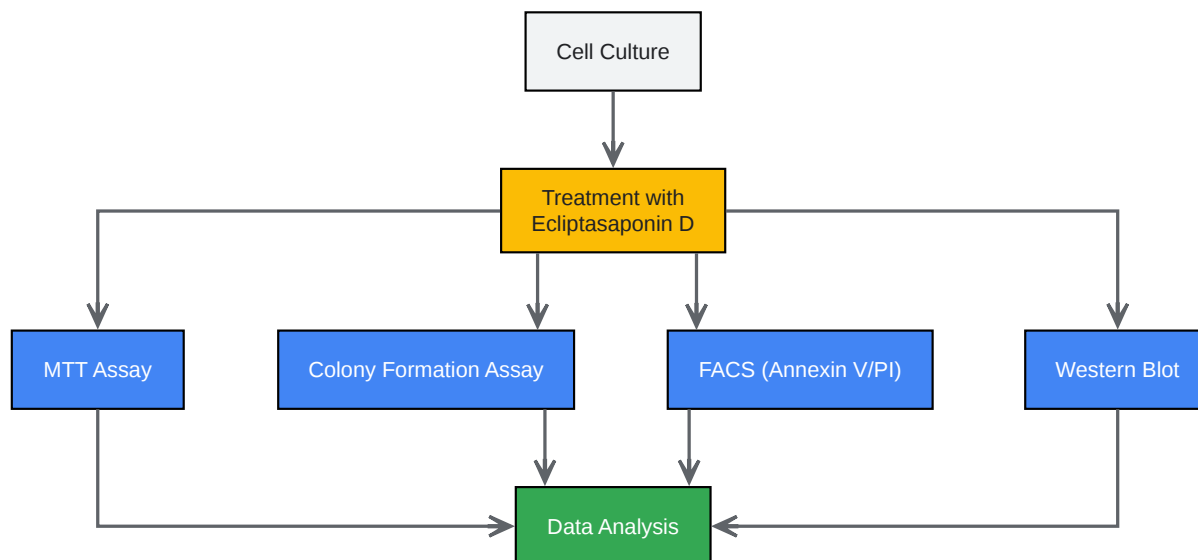 Cell Culture
Treatment with
Ecliptasaponin D
MTT Assay
Colony Formation Assay
FACS (Annexin V/PI)
Western Blot
Data Analysis